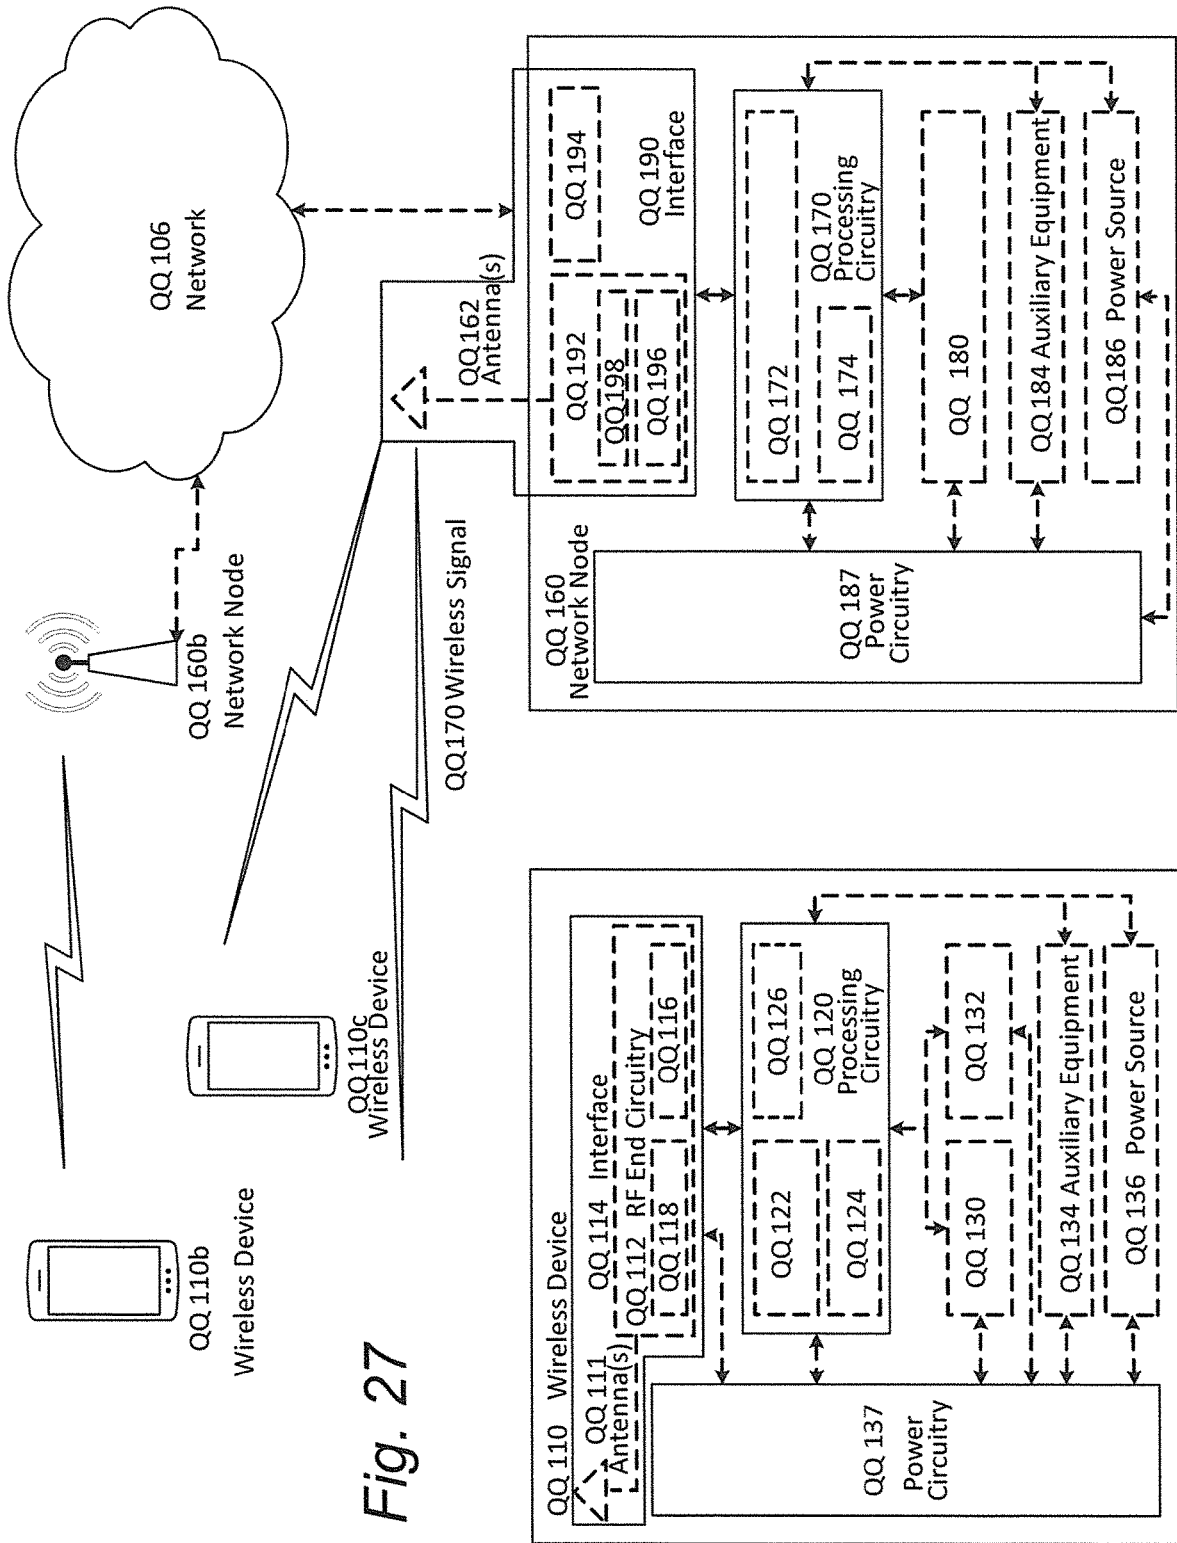 QQ 106
Network
QQ 160b
Network Node
QQ 110b
Wireless Device
QQ 110c
Wireless Device
QQ170 Wireless Signal
Fig. 27
QQ 110 Wireless Device
QQ 111
Antenna(s)
QQ 114 Interface
QQ 112 RF End Circuitry
QQ 118
QQ 116
QQ 122
QQ 126
QQ 124
QQ 120
Processing
Circuitry
QQ 130
QQ 132
QQ 134 Auxiliary Equipment
QQ 136 Power Source
QQ 137
Power
Circuitry
QQ 160
Network Node
QQ162
Antenna(s)
QQ 192
QQ 198
QQ 196
QQ 194
QQ 190
Interface
QQ 172
QQ 174
QQ 170
Processing
Circuitry
QQ 180
QQ184 Auxiliary Equipment
QQ186 Power Source
QQ 187
Power
Circuitry